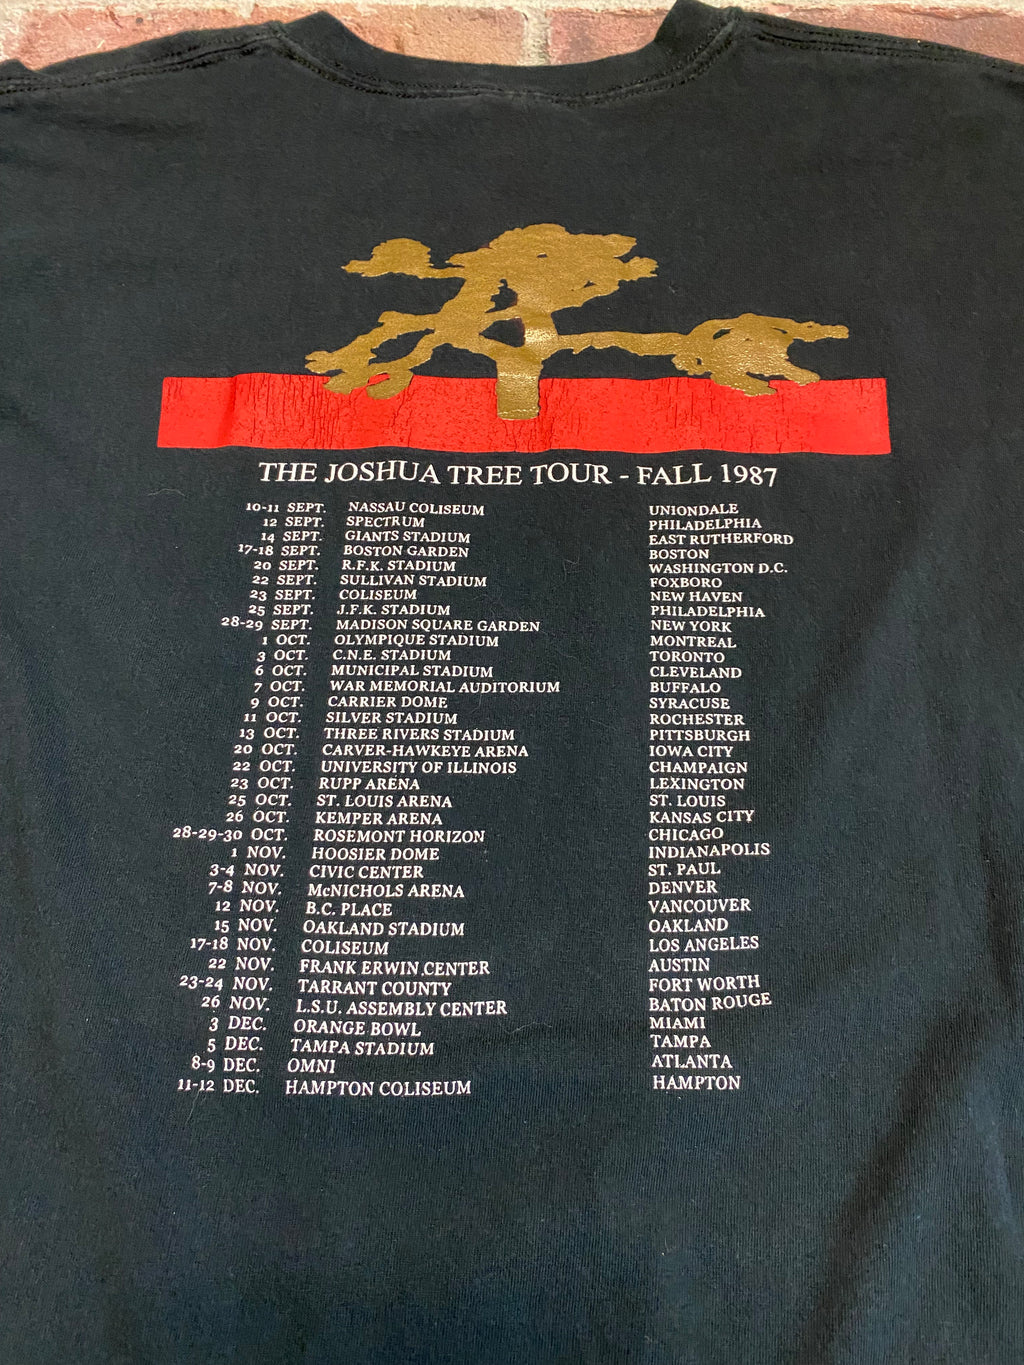 THE JOSHUA TREE TOUR - FALL 1987
10-11 SEPT. NASSAU COLISEUM UNIONDALE
12 SEPT. SPECTRUM PHILADELPHIA
14 SEPT. GIANTS STADIUM EAST RUTHERFORD
17-18 SEPT. BOSTON GARDEN BOSTON
20 SEPT. R.F.K. STADIUM WASHINGTON D.C.
22 SEPT. SULLIVAN STADIUM FOXBORO
23 SEPT. COLISEUM NEW HAVEN
25 SEPT. J.F.K. STADIUM PHILADELPHIA
28-29 SEPT. MADISON SQUARE GARDEN NEW YORK
1 OCT. OLYMPIQUE STADIUM MONTREAL
3 OCT. C.N.E. STADIUM TORONTO
6 OCT. MUNICIPAL STADIUM CLEVELAND
7 OCT. WAR MEMORIAL AUDITORIUM BUFFALO
9 OCT. CARRIER DOME SYRACUSE
11 OCT. SILVER STADIUM ROCHESTER
13 OCT. THREE RIVERS STADIUM PITTSBURGH
20 OCT. CARVER-HAWKEYE ARENA IOWA CITY
22 OCT. UNIVERSITY OF ILLINOIS CHAMPAIGN
23 OCT. RUPP ARENA LEXINGTON
25 OCT. ST. LOUIS ARENA ST. LOUIS
26 OCT. KEMPER ARENA KANSAS CITY
28-29-30 OCT. ROSEMONT HORIZON CHICAGO
1 NOV. HOOSIER DOME INDIANAPOLIS
3-4 NOV. CIVIC CENTER ST. PAUL
7-8 NOV. McNICHOLS ARENA DENVER
12 NOV. B.C. PLACE VANCOUVER
15 NOV. OAKLAND STADIUM OAKLAND
17-18 NOV. COLISEUM LOS ANGELES
22 NOV. FRANK ERWIN CENTER AUSTIN
23-24 NOV. TARRANT COUNTY FORT WORTH
26 NOV. L.S.U. ASSEMBLY CENTER BATON ROUGE
3 DEC. ORANGE BOWL MIAMI
5 DEC. TAMPA STADIUM TAMPA
8-9 DEC. OMNI ATLANTA
11-12 DEC. HAMPTON COLISEUM HAMPTON